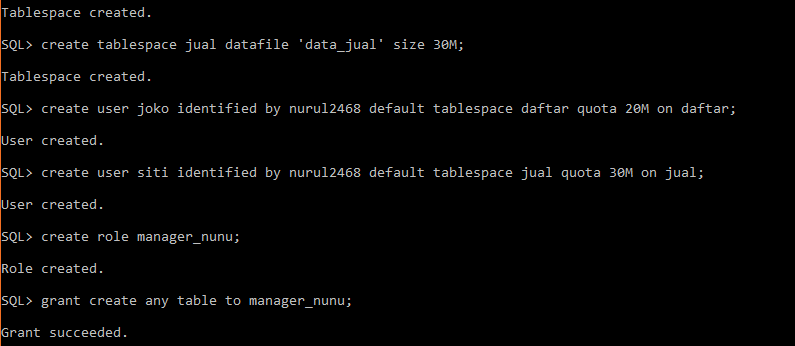 Tablespace created.
SQL> create tablespace jual datafile 'data_jual' size 30M;
Tablespace created.
SQL> create user joko identified by nurul2468 default tablespace daftar quota 20M on daftar;
User created.
SQL> create user siti identified by nurul2468 default tablespace jual quota 30M on jual;
User created.
SQL> create role manager_nunu;
Role created.
SQL> grant create any table to manager_nunu;
Grant succeeded.